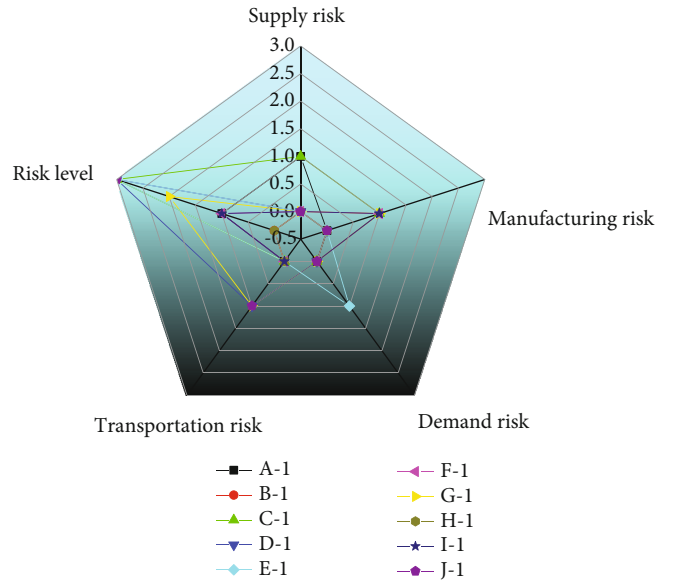 Supply risk
3.0
2.5
2.0
1.5
1.0
0.5
0.0
-0.5
Risk level
Manufacturing risk
Transportation risk
Demand risk
A-1
B-1
C-1
D-1
E-1
F-1
G-1
H-1
I-1
J-1